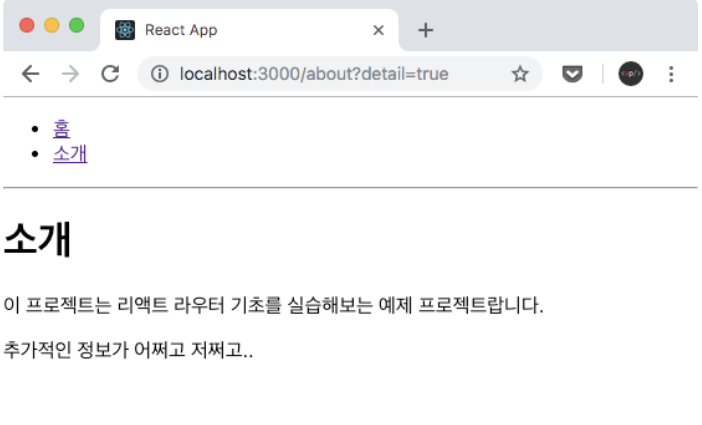 React App
localhost:3000/about?detail=true
홈
소개
소개
이 프로젝트는 리액트 라우터 기초를 실습해보는 예제 프로젝트랍니다.
추가적인 정보가 어쩌고 저쩌고..